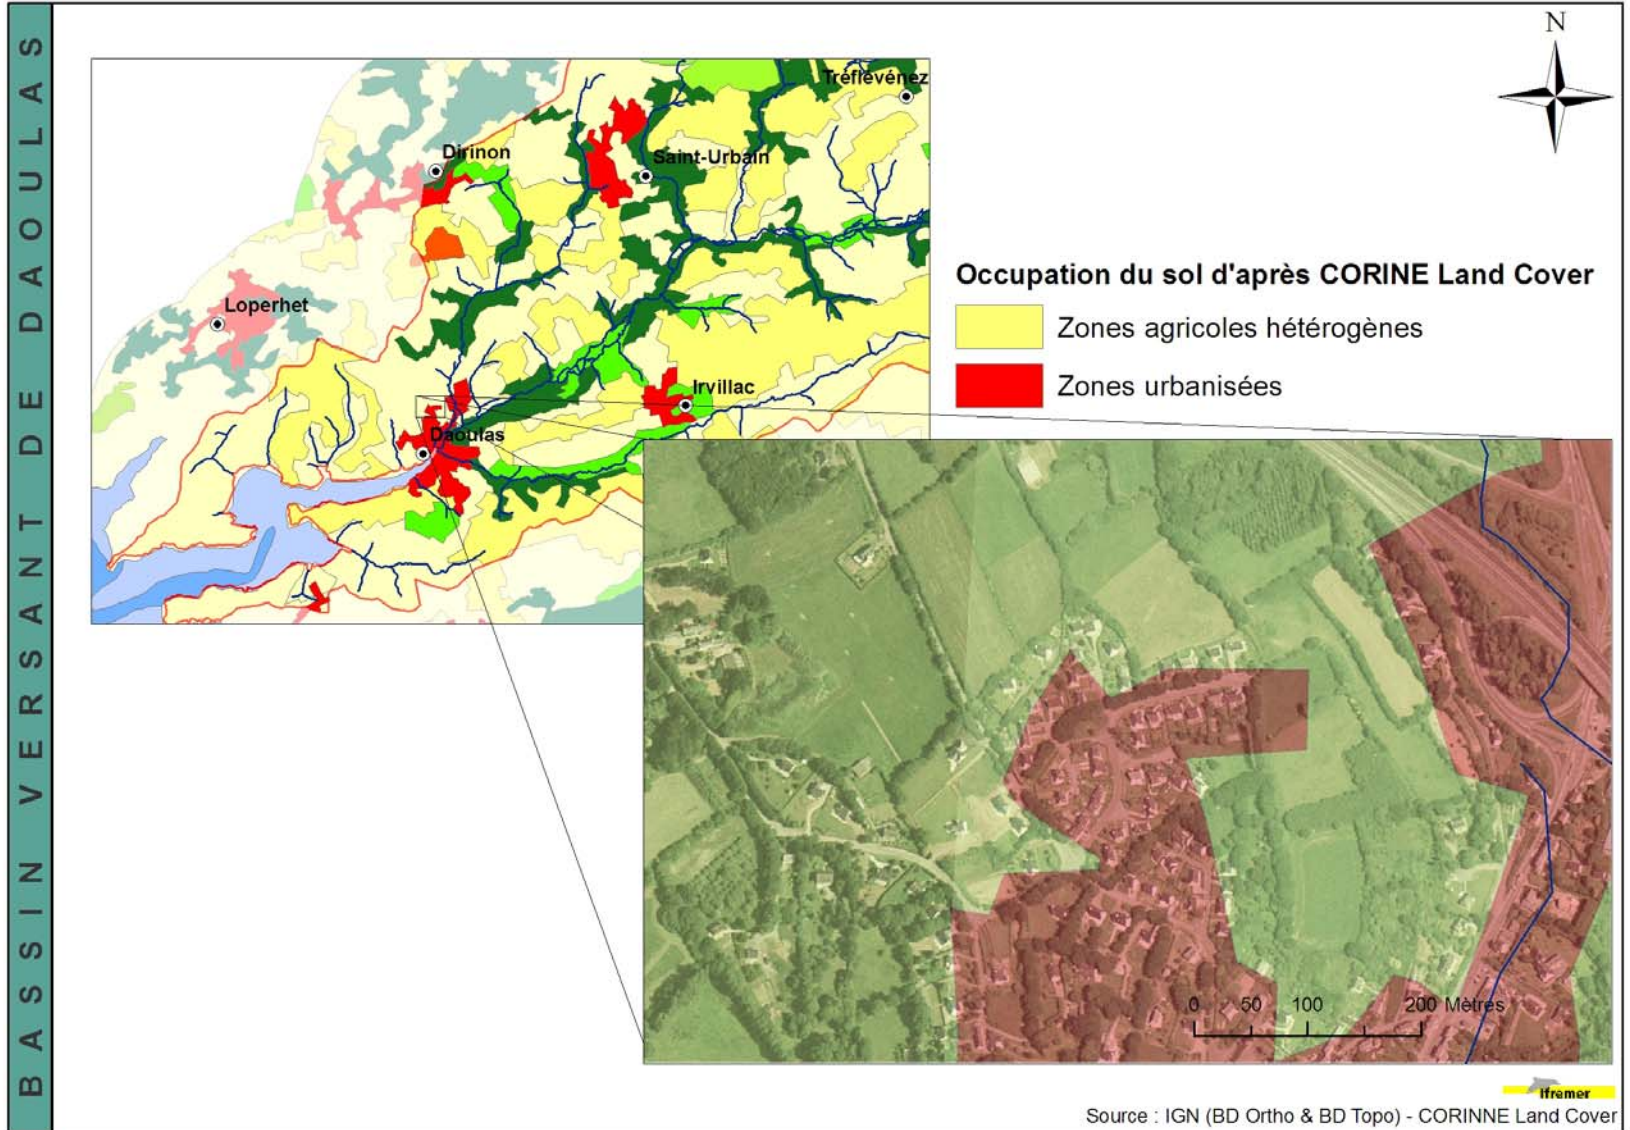 BASSIN VERSANT DE DAOULAS
N
Tréflévénez
Dirinon
Saint-Urbain
Loperhet
Irvillac
Daoulas
Occupation du sol d'après CORINE Land Cover
Zones agricoles hétérogènes
Zones urbanisées
0 50 100 200 Mètres
Ifremer
Source : IGN (BD Ortho & BD Topo) - CORINNE Land Cover